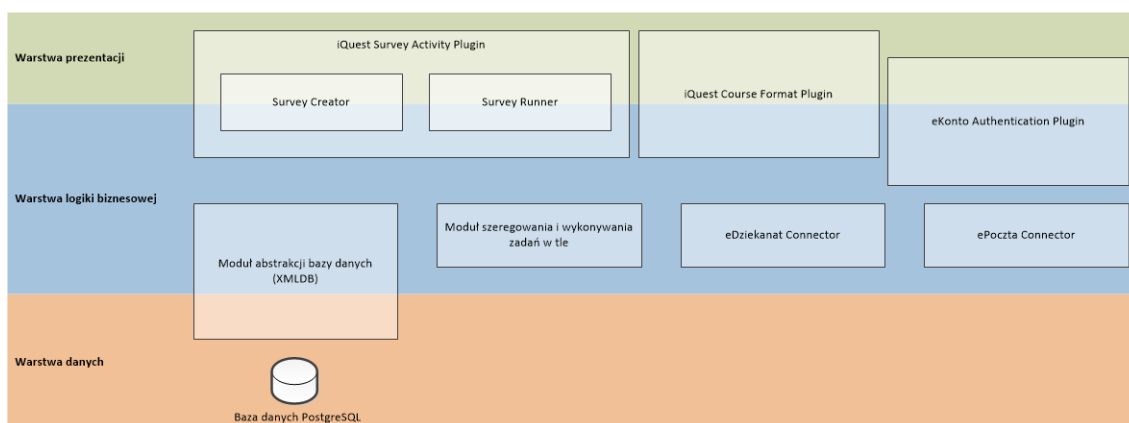 Warstwa prezentacji
iQuest Survey Activity Plugin
Survey Creator
Survey Runner
iQuest Course Format Plugin
eKonto Authentication Plugin
Warstwa logiki biznesowej
Moduł abstrakcji bazy danych
(XMLDB)
Moduł szeregowania i wykonywania
zadań w tle
eDziekanat Connector
ePoczta Connector
Warstwa danych
Baza danych PostgreSQL